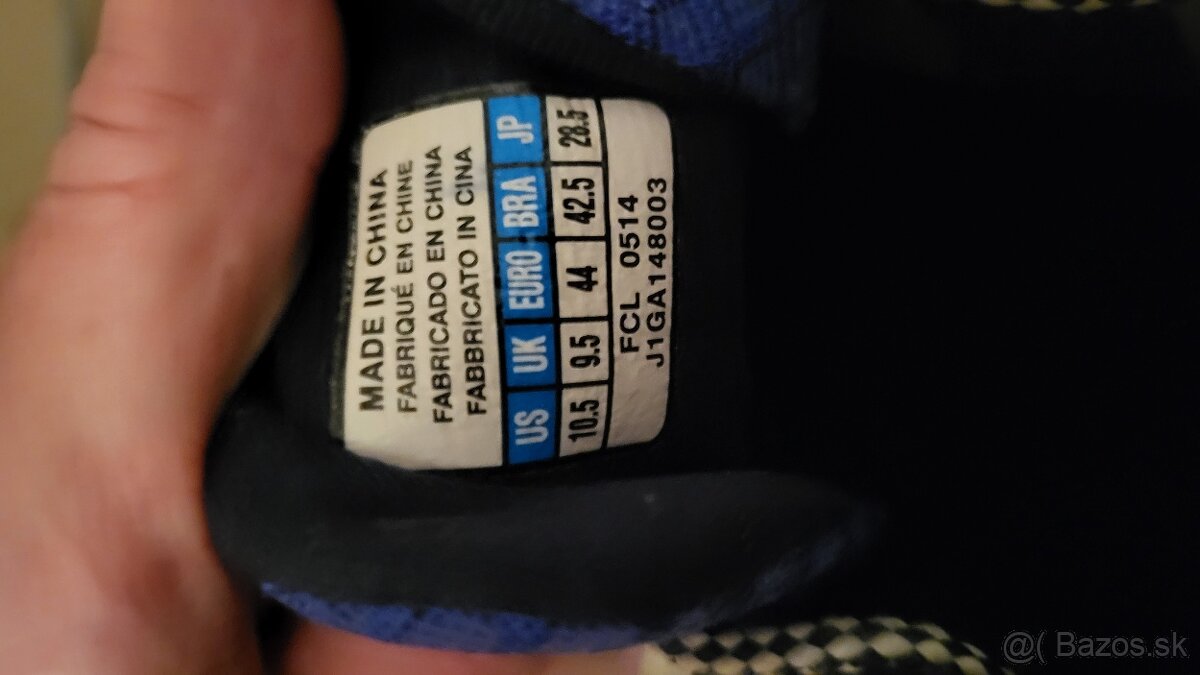 MADE IN CHINA
FABRIQUÉ EN CHINE
FABRICADO EN CHINA
FABBRICATO IN CINA
US UK EURO BRA JP
10.5 9.5 44 42.5 28.5
FCL 0514
J1GA148003
@( Bazos.sk